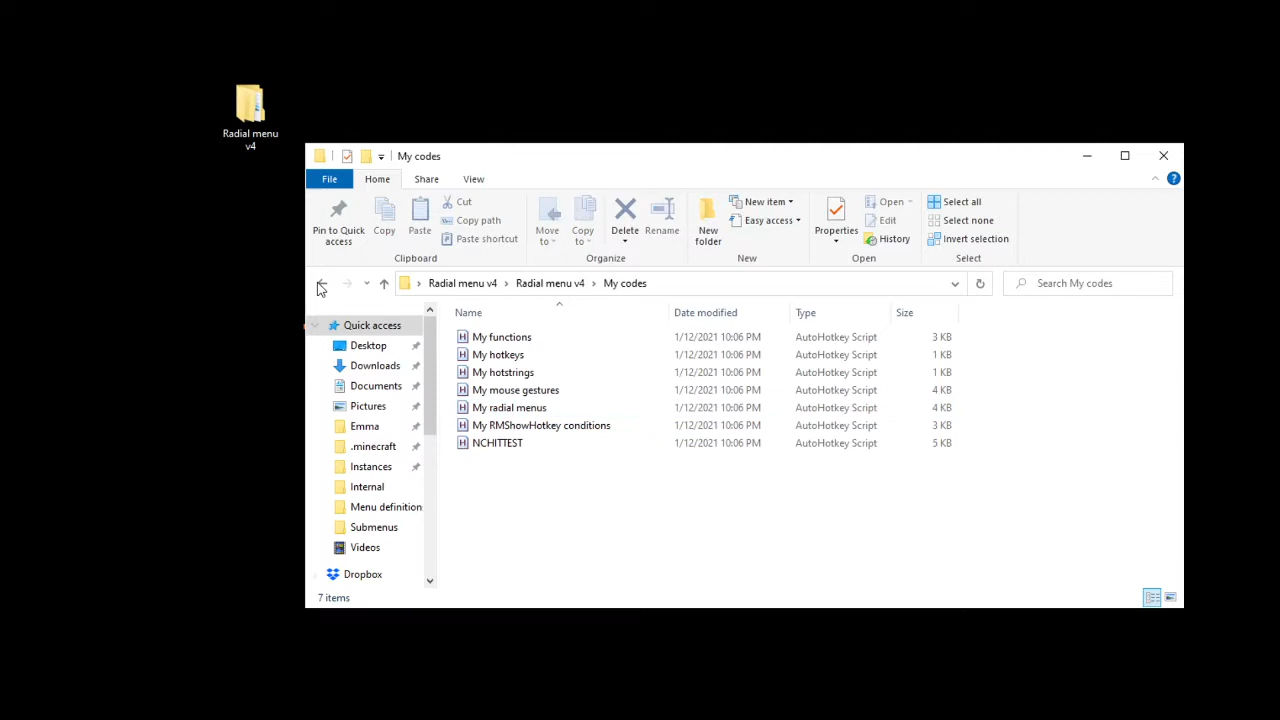 Radial menu
v4
My codes
File
Home
Share
View
Pin to Quick
access
Copy
Paste
Cut
Copy path
Paste shortcut
Clipboard
Move
to
Copy
to
Delete
Rename
Organize
New
folder
New item
Easy access
New
Properties
Open
Edit
History
Open
Select all
Select none
Invert selection
Select
Radial menu v4 > Radial menu v4 > My codes
Search My codes
Name Date modified Type Size
My functions 1/12/2021 10:06 PM AutoHotkey Script 3 KB
My hotkeys 1/12/2021 10:06 PM AutoHotkey Script 1 KB
My hotstrings 1/12/2021 10:06 PM AutoHotkey Script 1 KB
My mouse gestures 1/12/2021 10:06 PM AutoHotkey Script 4 KB
My radial menus 1/12/2021 10:06 PM AutoHotkey Script 4 KB
My RMShowHotkey conditions 1/12/2021 10:06 PM AutoHotkey Script 3 KB
NCHITTEST 1/12/2021 10:06 PM AutoHotkey Script 5 KB
Quick access
Desktop
Downloads
Documents
Pictures
Emma
.minecraft
Instances
Internal
Menu definition
Submenus
Videos
Dropbox
7 items